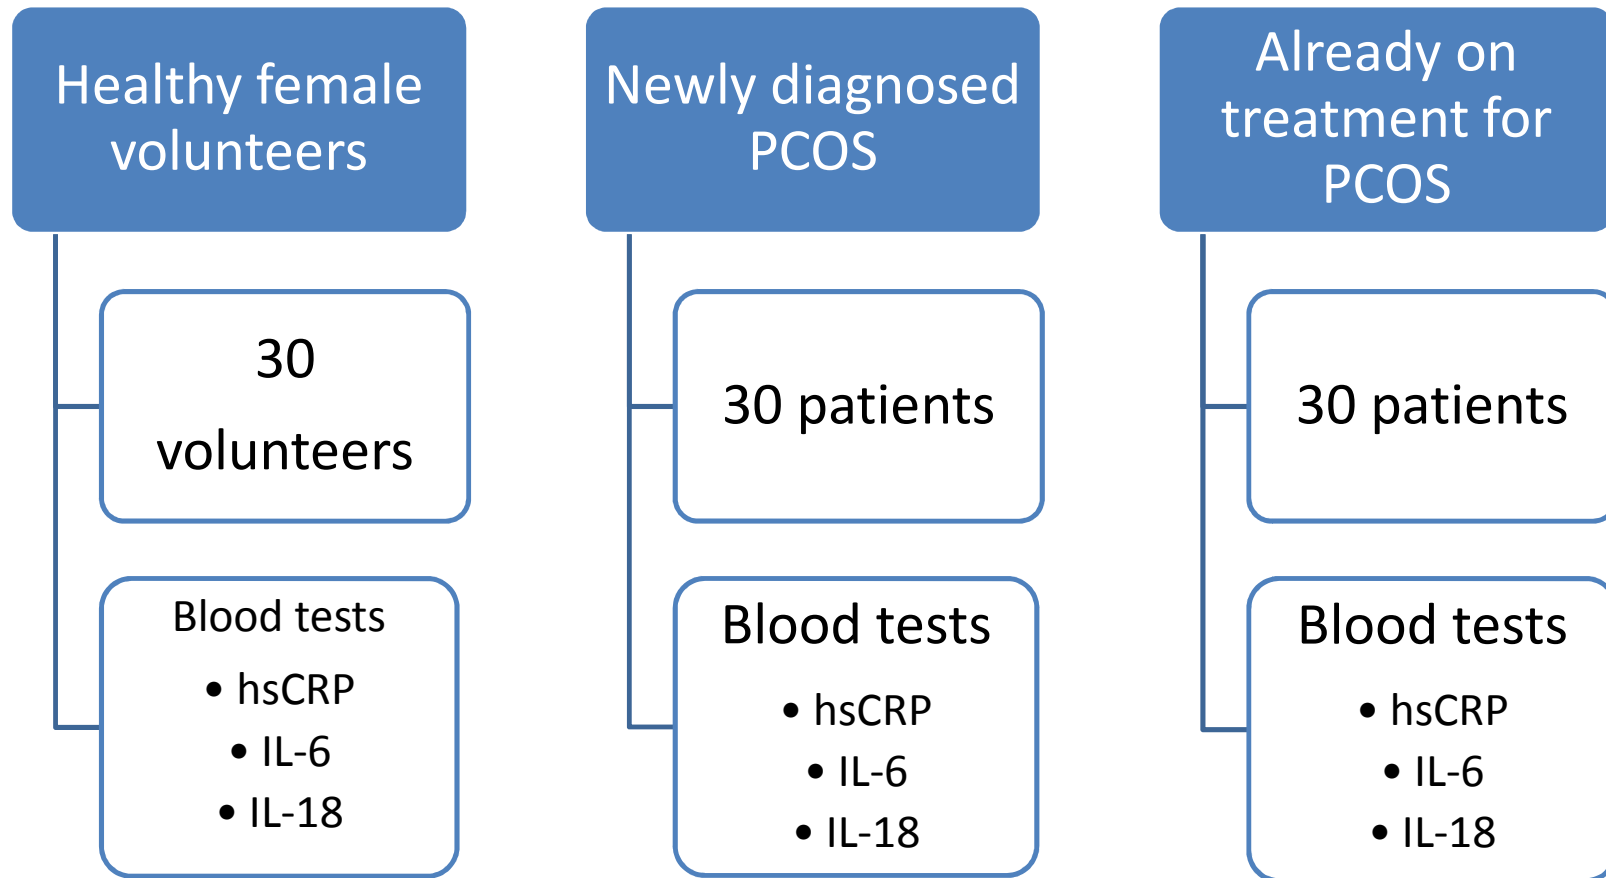 Healthy female
volunteers
30
volunteers
Blood tests
• hsCRP
• IL-6
• IL-18
Newly diagnosed
PCOS
30 patients
Blood tests
• hsCRP
• IL-6
• IL-18
Already on
treatment for
PCOS
30 patients
Blood tests
• hsCRP
• IL-6
• IL-18